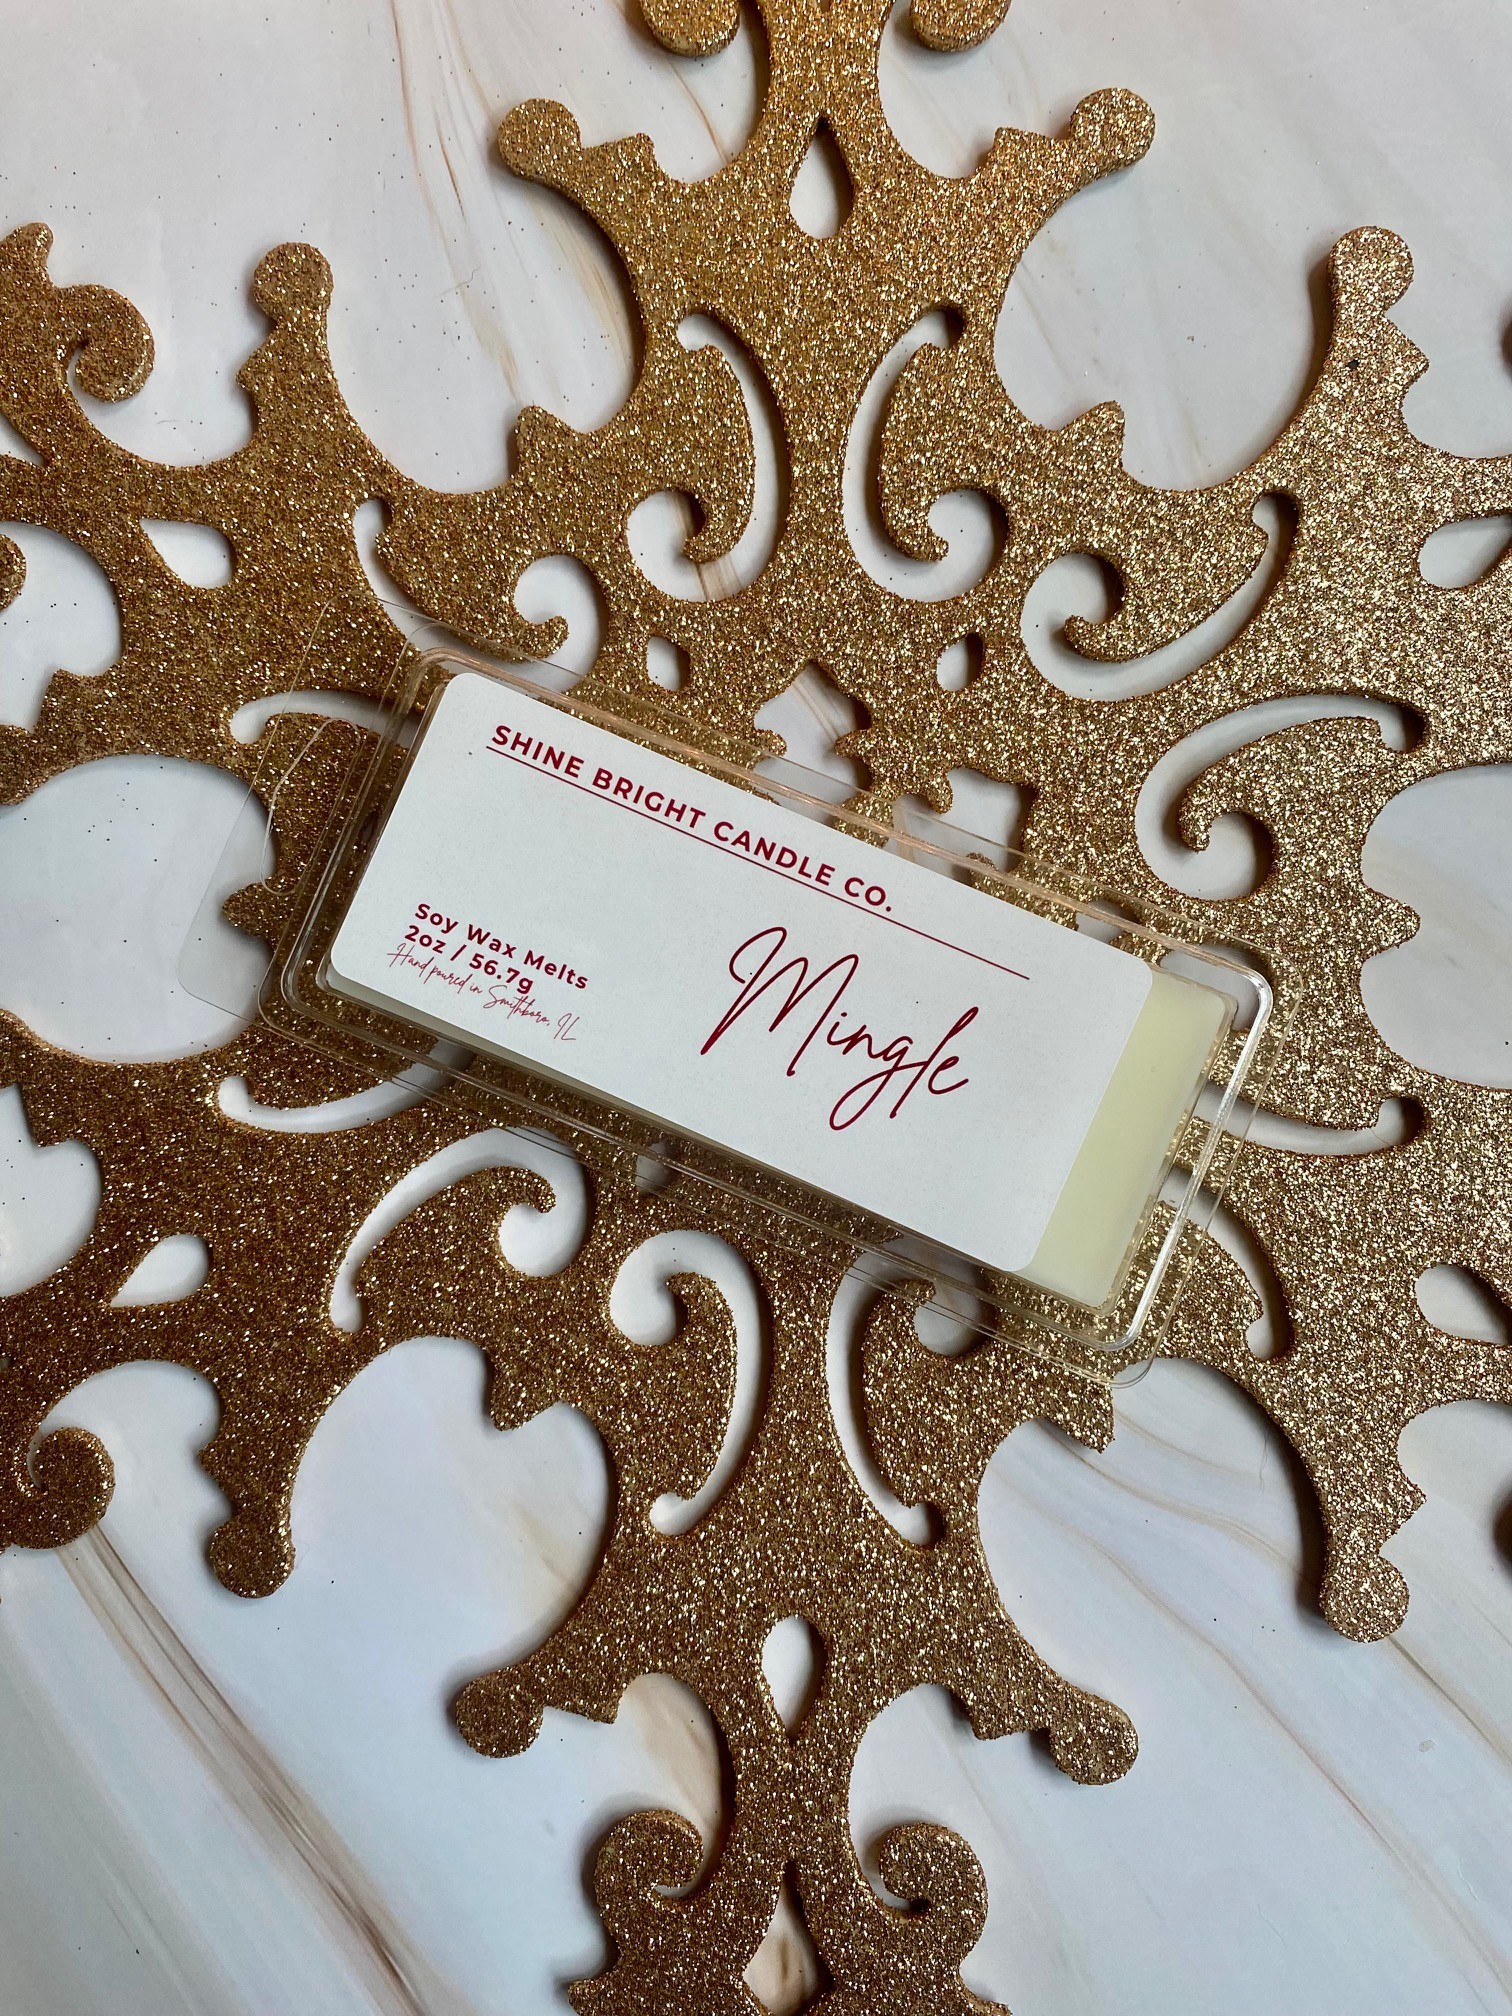 SHINE BRIGHT CANDLE CO.
Mingle
Soy Wax Melts
2oz / 56.7g
Hand poured in Smithboro, IL